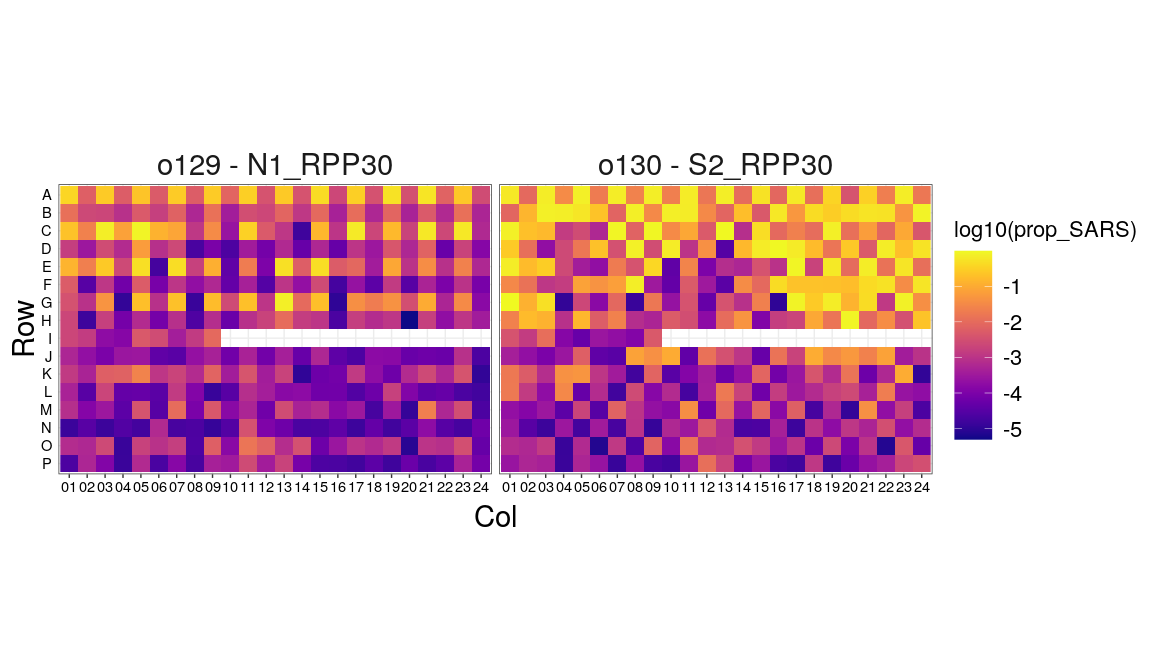 o129 - N1_RPP30
o130 - S2_RPP30
Row
A
B
C
D
E
F
G
H
I
J
K
L
M
N
O
P
01 02 03 04 05 06 07 08 09 10 11 12 13 14 15 16 17 18 19 20 21 22 23 24
01 02 03 04 05 06 07 08 09 10 11 12 13 14 15 16 17 18 19 20 21 22 23 24
Col
log10(prop_SARS)
-1
-2
-3
-4
-5